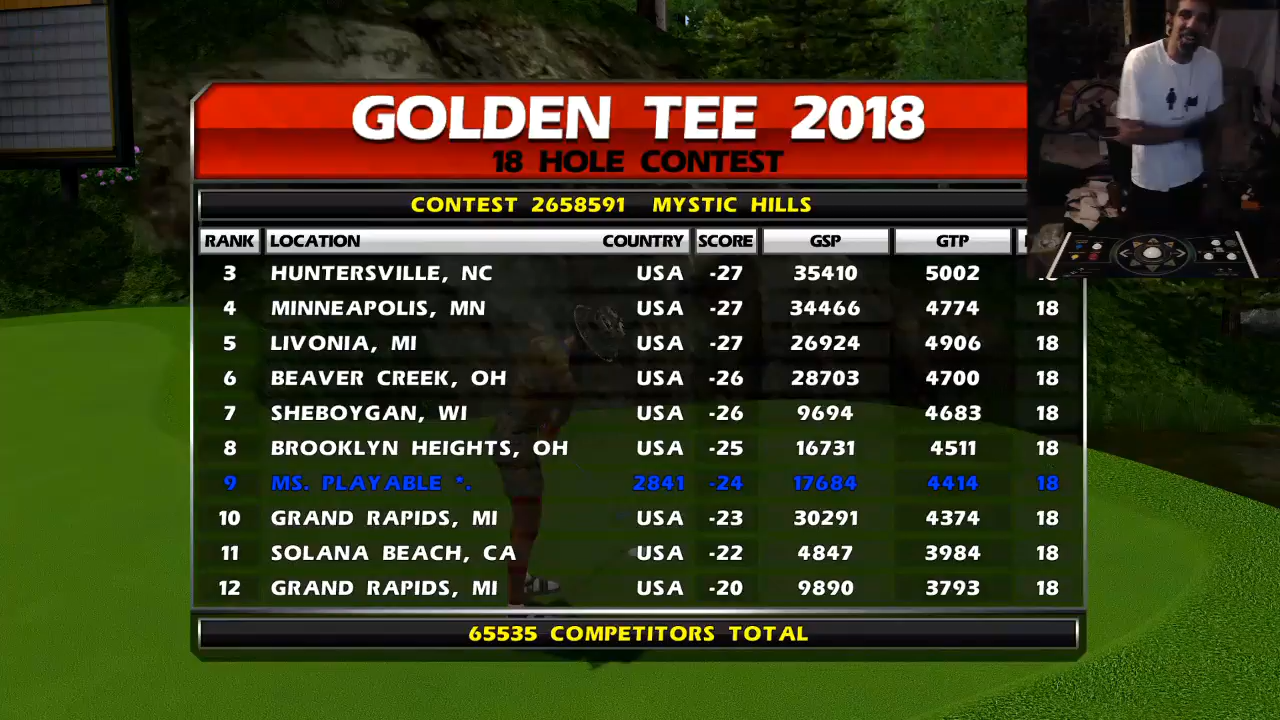 GOLDEN TEE 2018
18 HOLE CONTEST
CONTEST 2658591 MYSTIC HILLS
RANK LOCATION COUNTRY SCORE GSP GTP
3 HUNTERSVILLE, NC USA -27 35410 5002
4 MINNEAPOLIS, MN USA -27 34466 4774 18
5 LIVONIA, MI USA -27 26924 4906 18
6 BEAVER CREEK, OH USA -26 28703 4700 18
7 SHEBOYGAN, WI USA -26 9694 4683 18
8 BROOKLYN HEIGHTS, OH USA -25 16731 4511 18
9 MS. PLAYABLE *. 2841 -24 17684 4414 18
10 GRAND RAPIDS, MI USA -23 30291 4374 18
11 SOLANA BEACH, CA USA -22 4847 3984 18
12 GRAND RAPIDS, MI USA -20 9890 3793 18
65535 COMPETITORS TOTAL